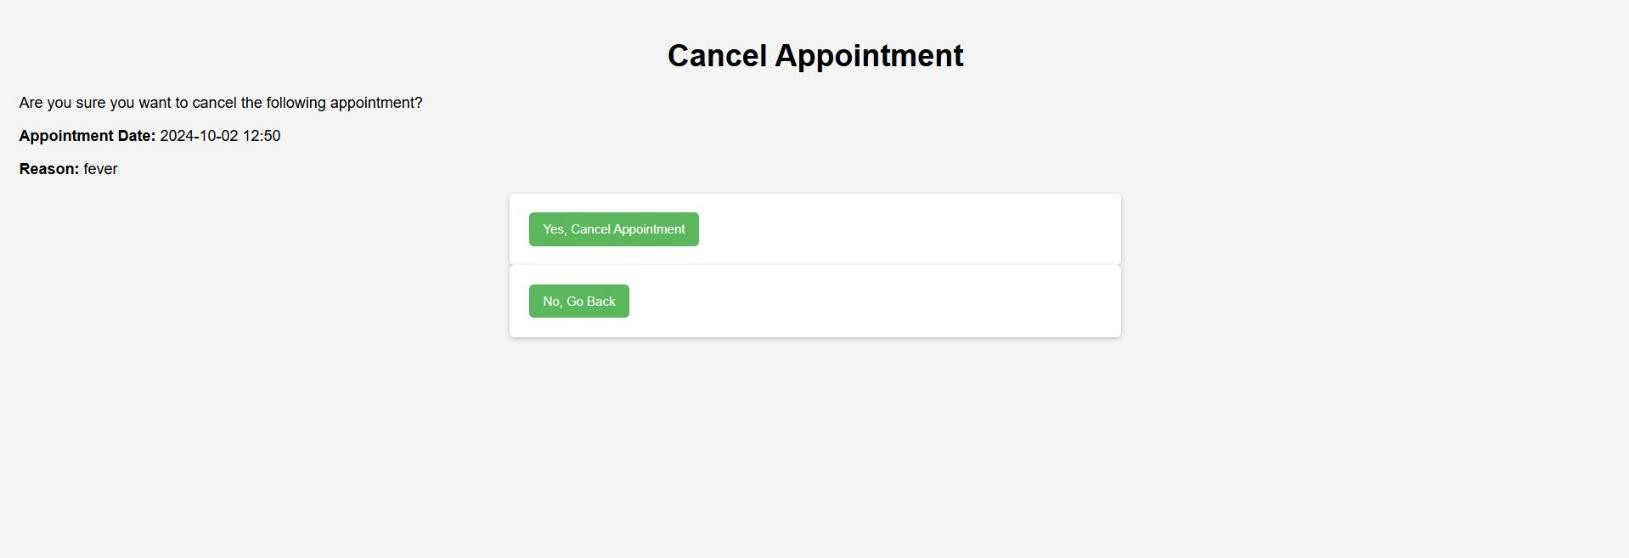 Cancel Appointment
Are you sure you want to cancel the following appointment?
Appointment Date: 2024-10-02 12:50
Reason: fever
Yes, Cancel Appointment
No, Go Back